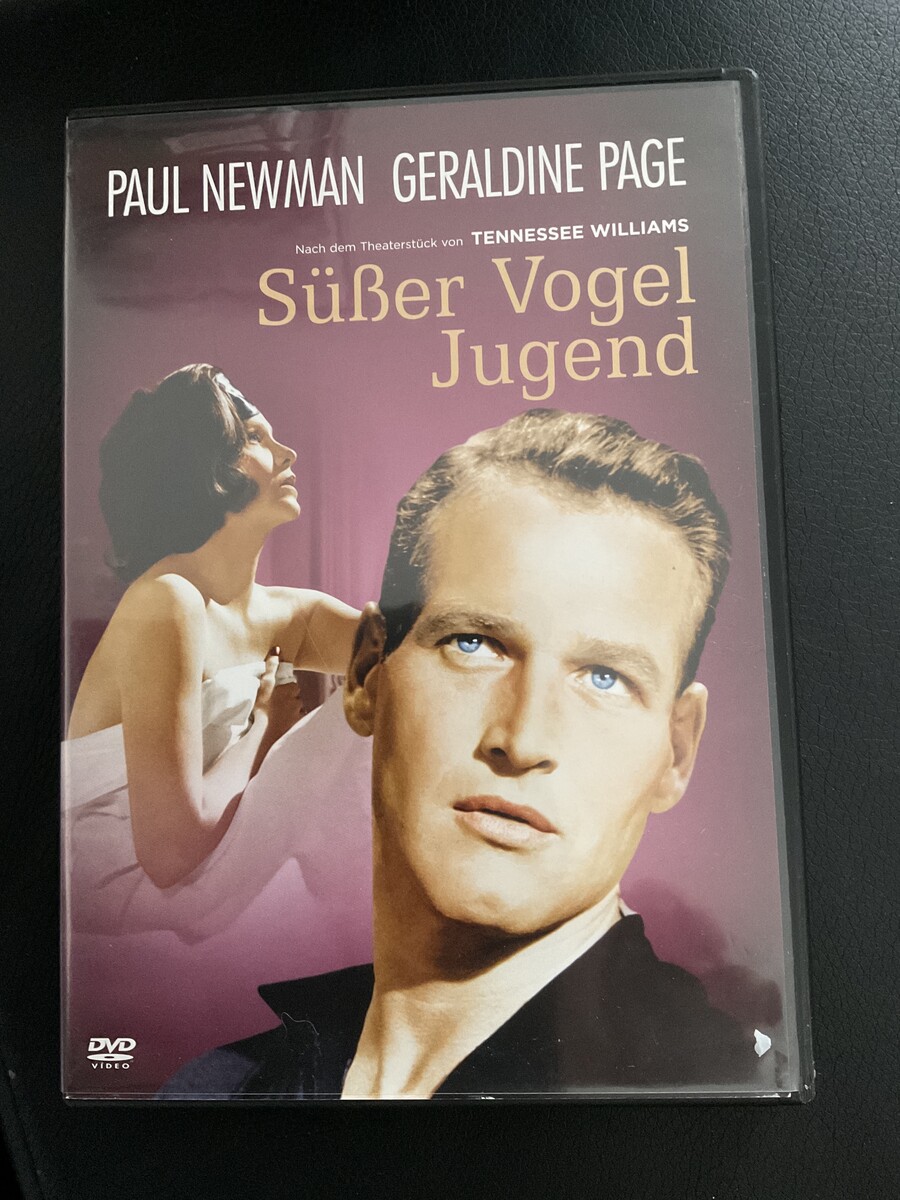 PAUL NEWMAN GERALDINE PAGE
Nach dem Theaterstück von TENNESSEE WILLIAMS
Süßer Vogel
Jugend
DVD
VIDEO